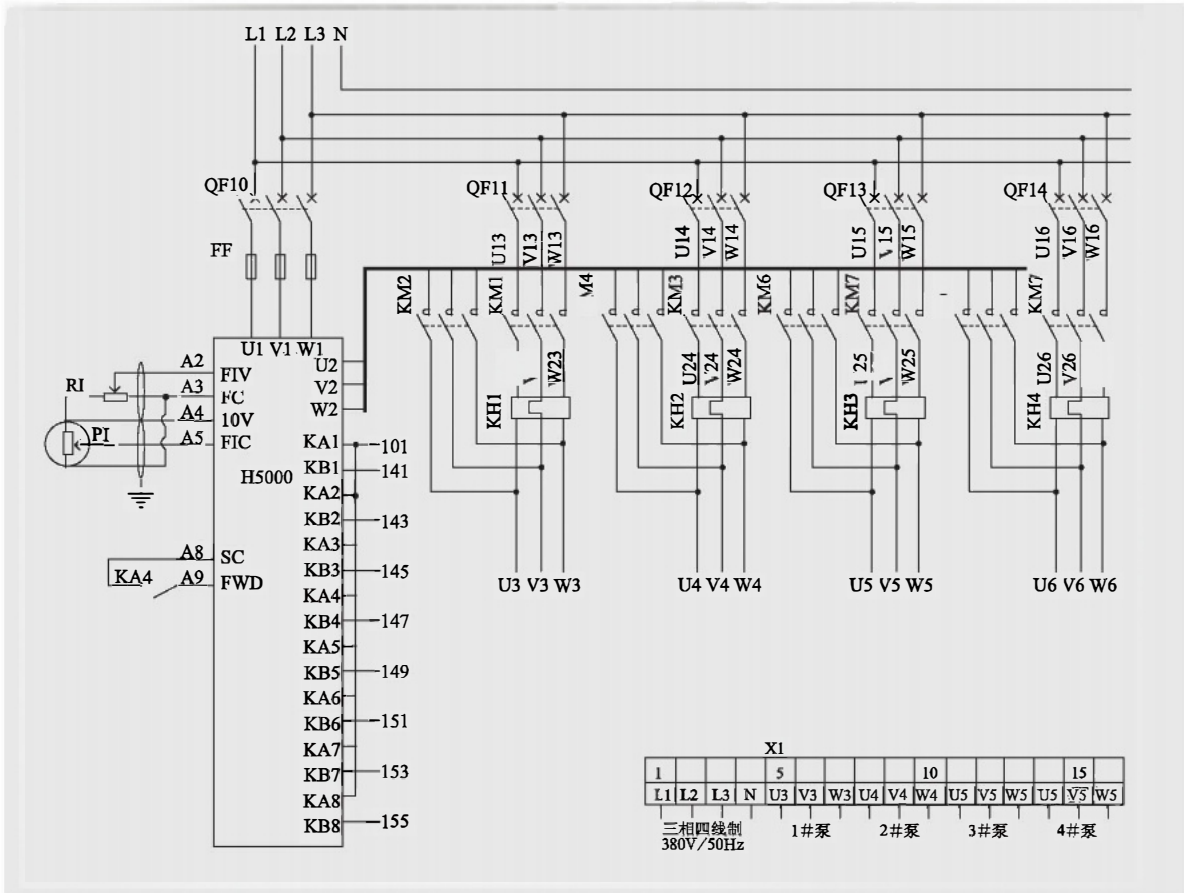 L1 L2 L3 N
QF10
QF11
QF12
QF13
QF14
FF
U13
V13
W13
U14
V14
W14
U15
V15
W15
U16
V16
W16
KM2
KM1
M4
KM3
KM6
KM7
KM7
W23
U24
V24
W24
W25
U26
V26
KH1
KH2
KH3
KH4
U1 V1 W1
U2
V2
W2
A2
FIV
RI
A3
FC
A4
10V
PI
A5
FIC
H5000
KA1
101
KB1
141
KA2
KB2
143
KA3
KB3
145
KA4
KB4
147
KA5
KB5
149
KA6
KB6
151
KA7
KB7
153
KA8
KB8
155
A8
SC
KA4
A9
FWD
U3 V3 W3
U4 V4 W4
U5 V5 W5
U6 V6 W6
X1
1 5 10 15
L1 L2 L3 N U3 V3 W3 U4 V4 W4 U5 V5 W5 U5 V5 W5
三相四线制
380V/50Hz
1#泵
2#泵
3#泵
4#泵